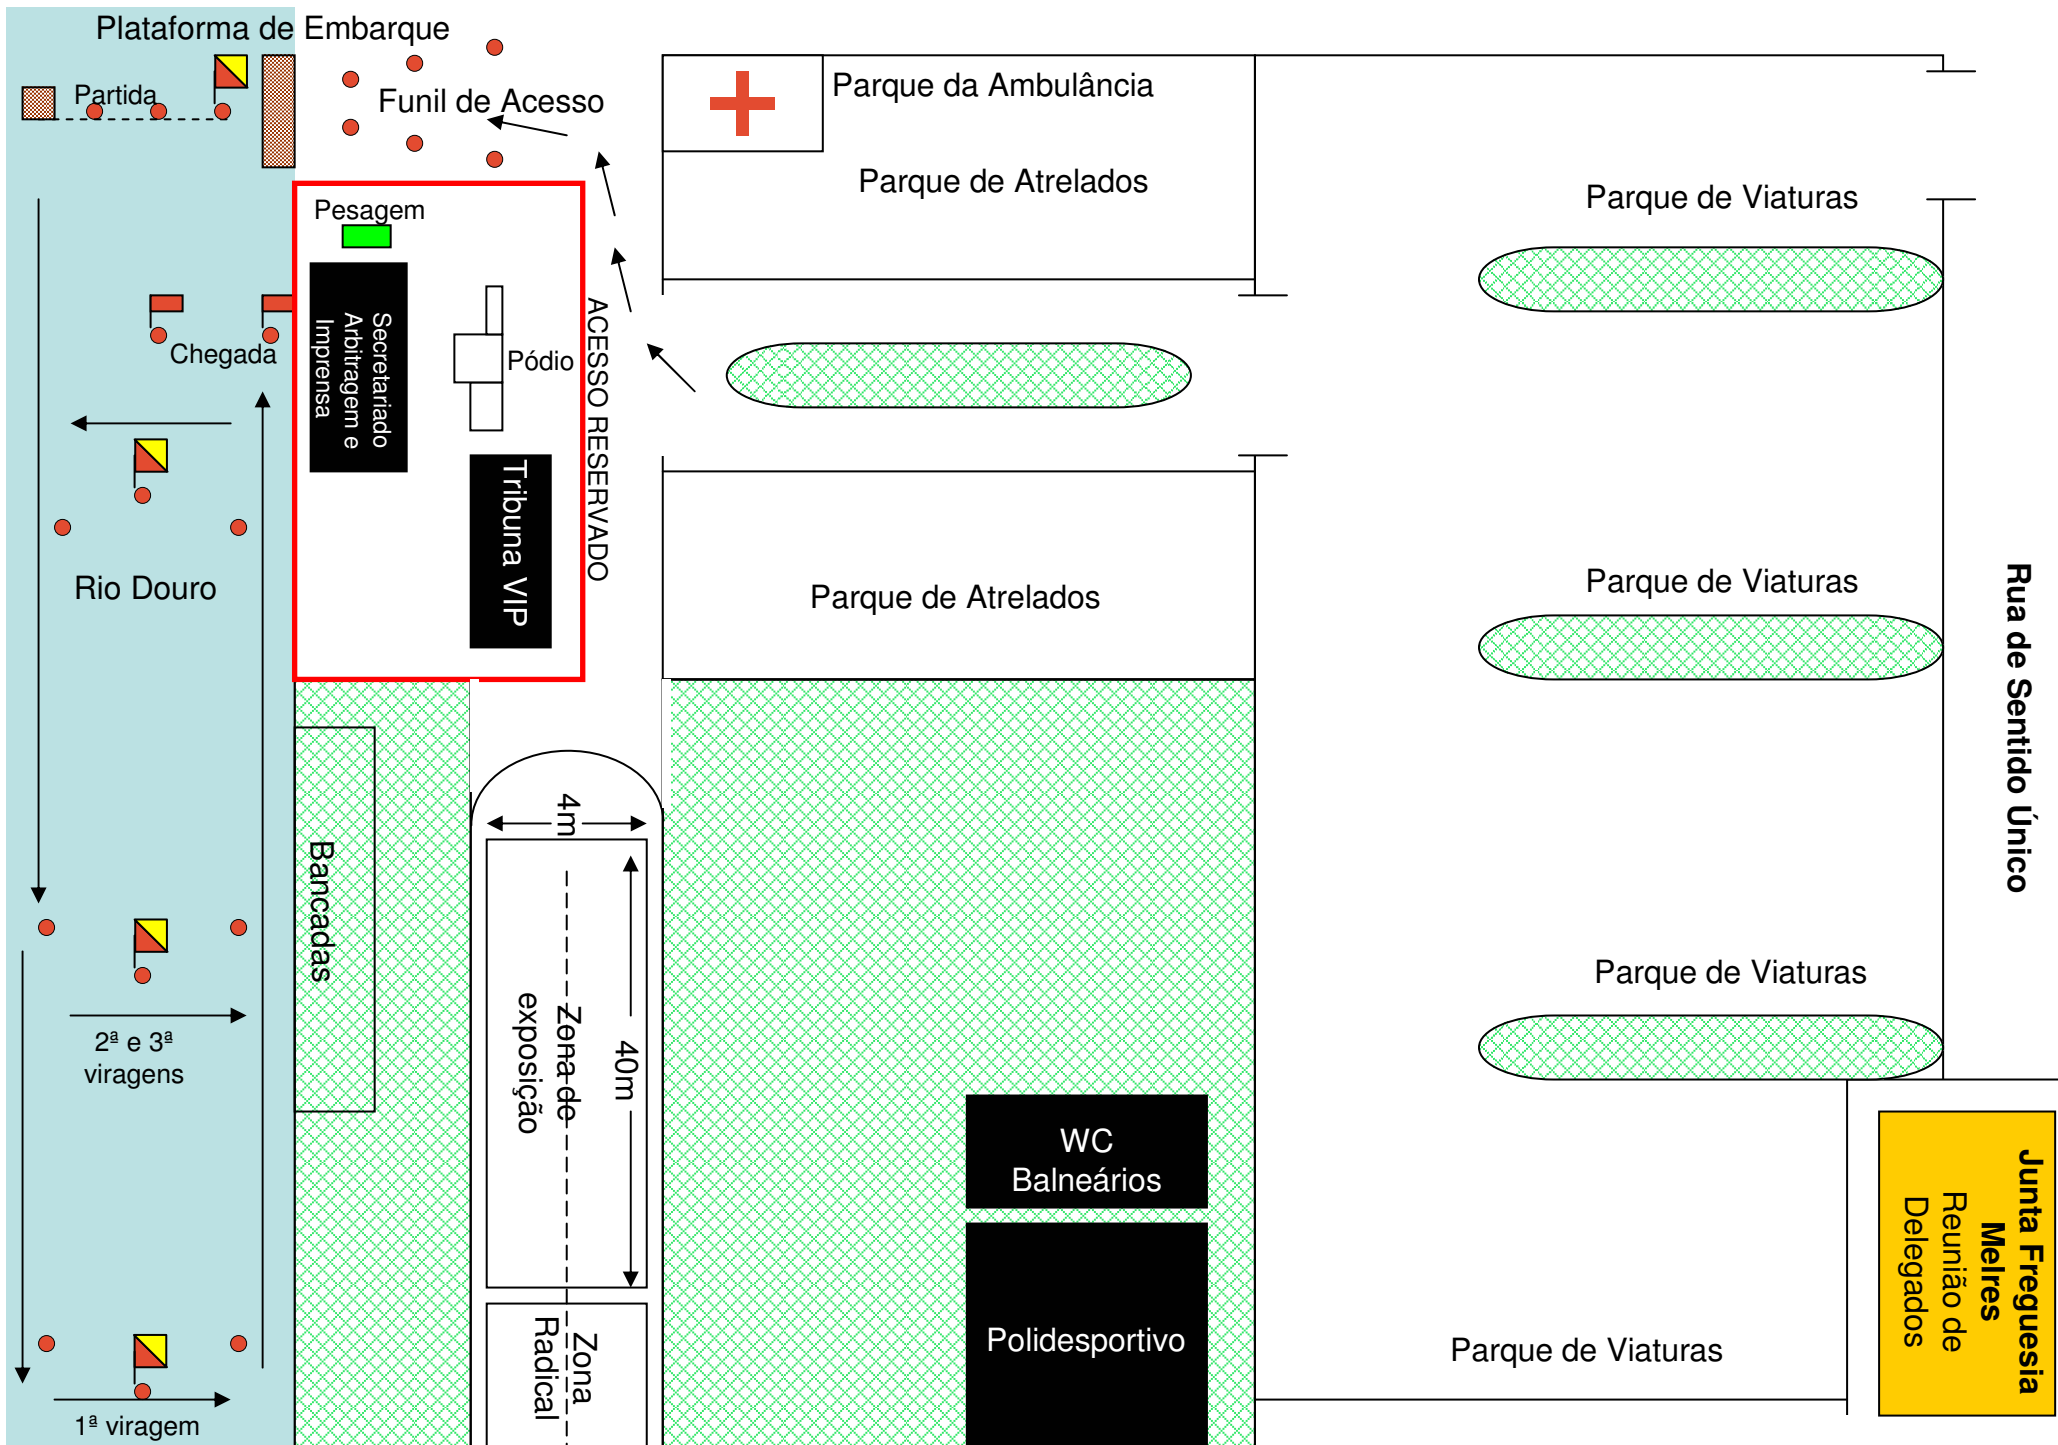 Plataforma de Embarque
Partida
Funil de Acesso
Parque da Ambulância
Parque de Atrelados
Parque de Viaturas
Pesagem
Secretariado
Arbitragem e
Imprensa
Pódio
ACESSO RESERVADO
Chegada
Tribuna VIP
Rio Douro
Parque de Atrelados
Parque de Viaturas
Rua de Sentido Único
Bancadas
4m
40m
Zona de
exposição
Parque de Viaturas
2ª e 3ª
viragens
WC
Balneários
Junta Freguesia
Melres
Reunião de
Delegados
Polidesportivo
Parque de Viaturas
Zona
Radical
1ª viragem